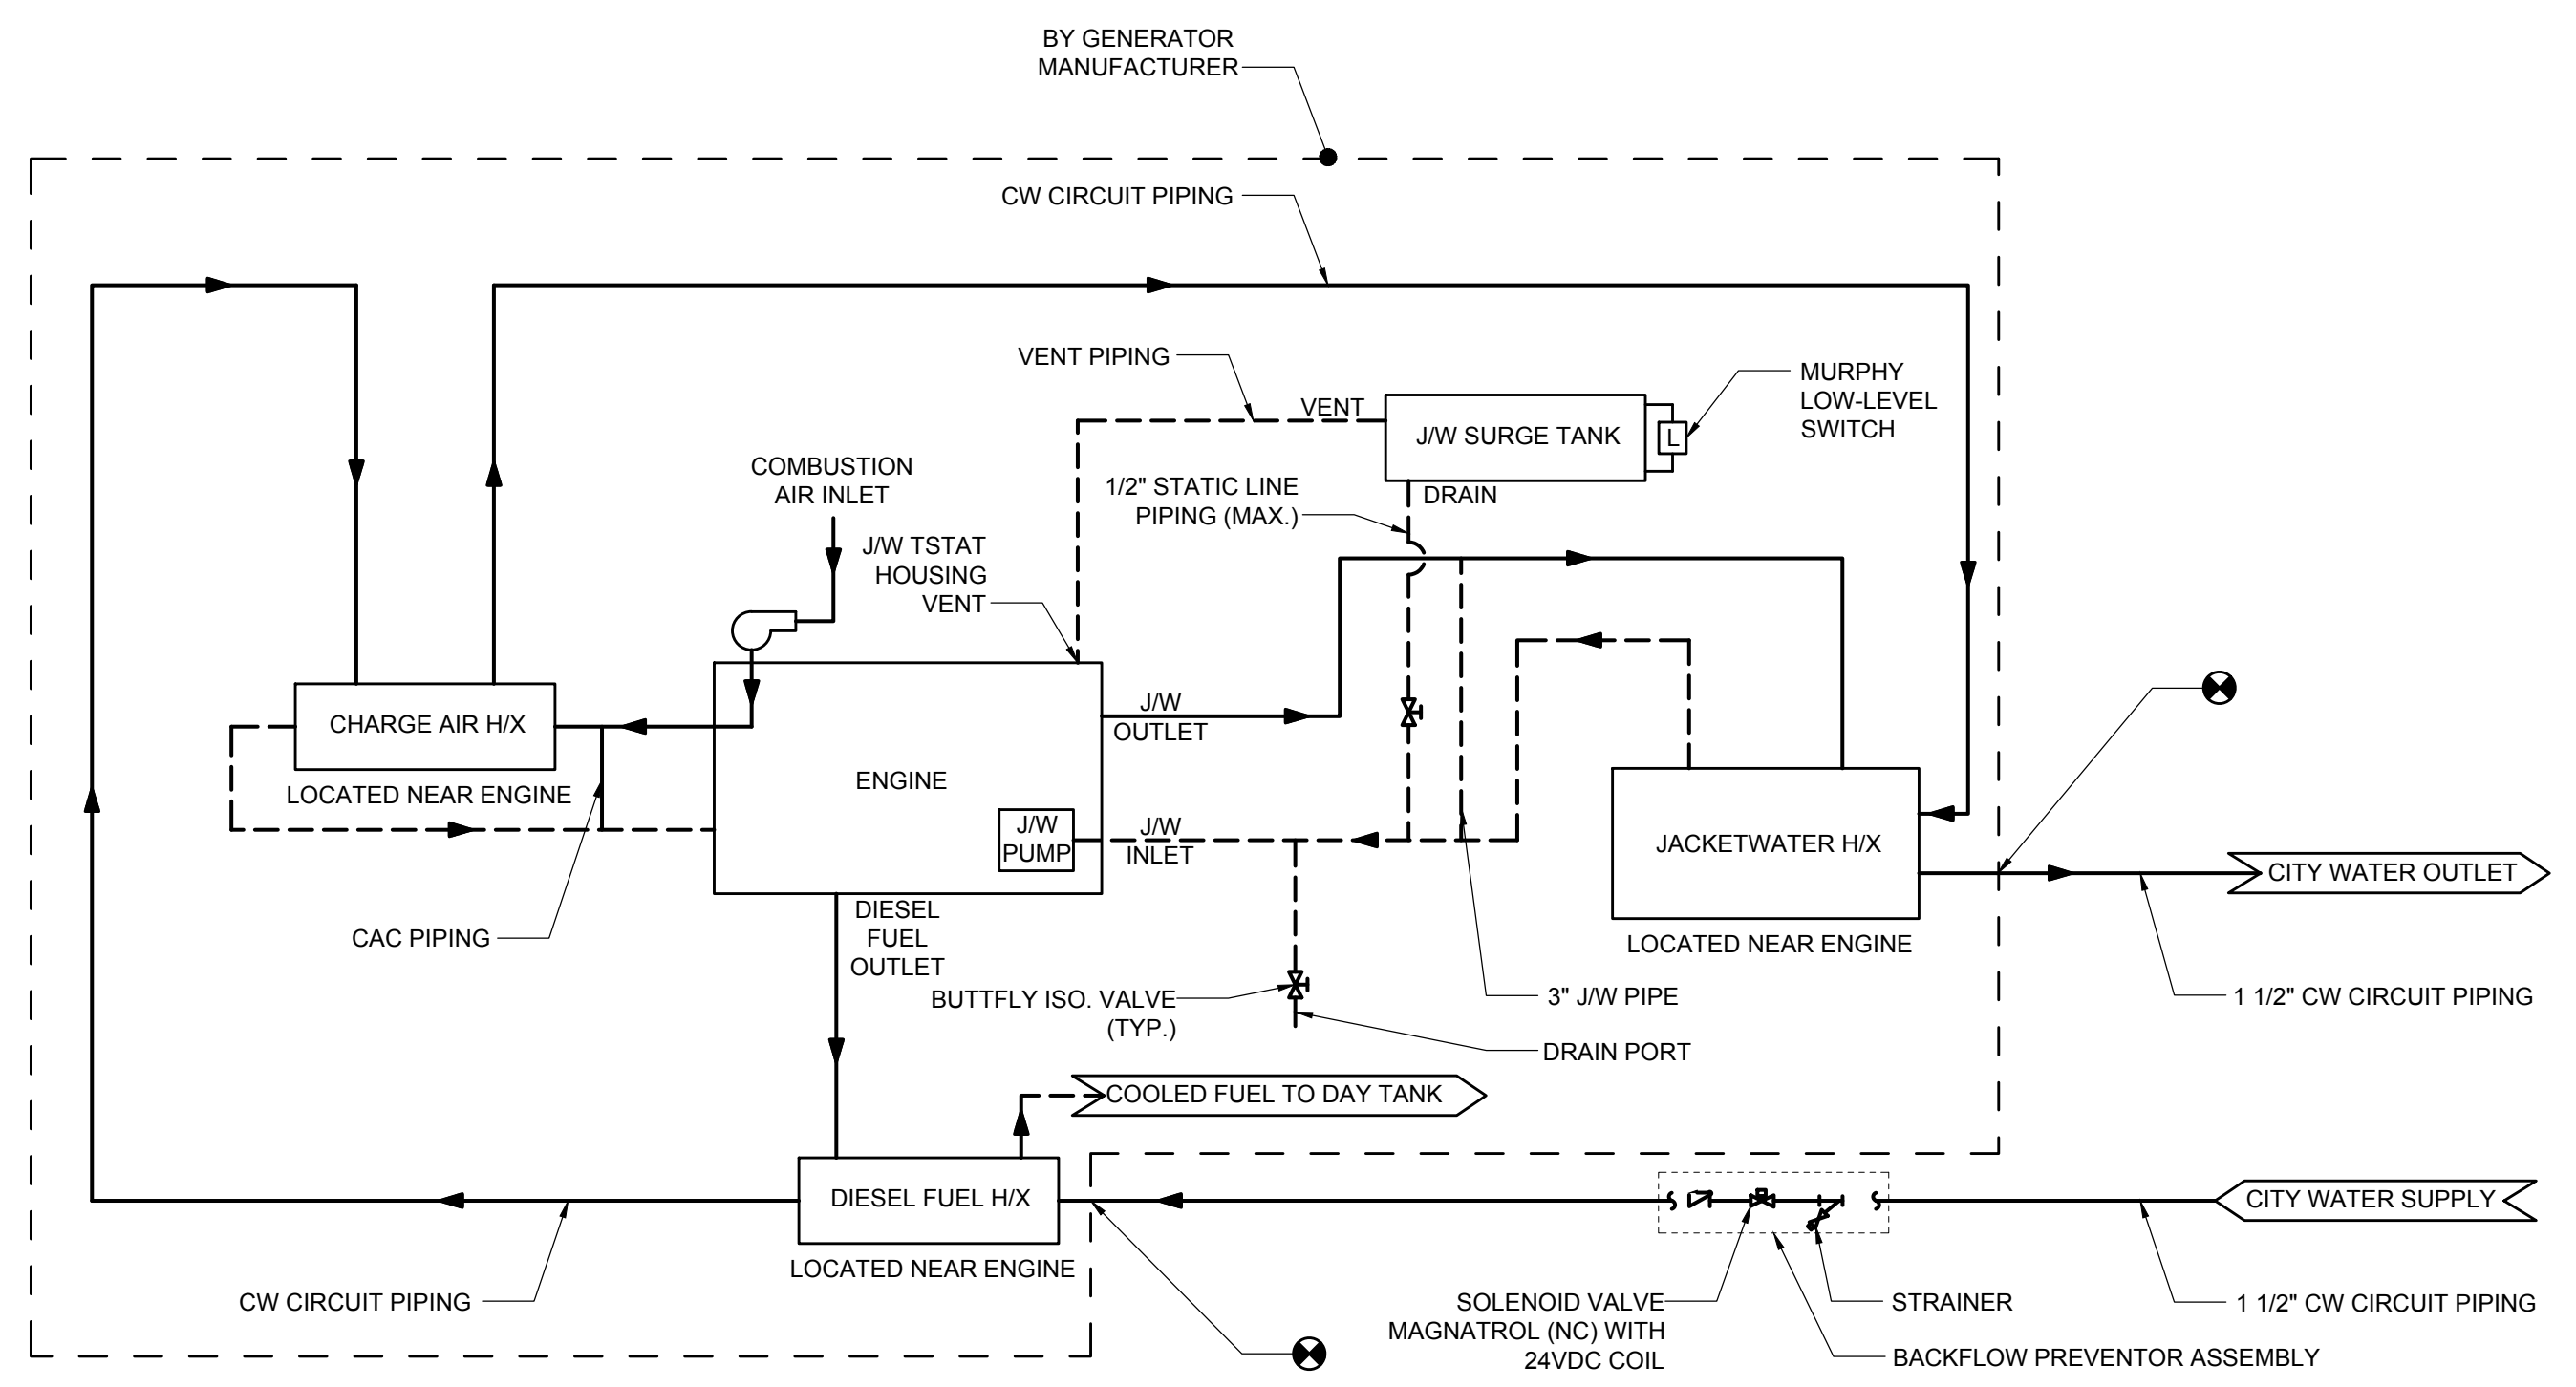 BY GENERATOR
MANUFACTURER
CW CIRCUIT PIPING
VENT PIPING
VENT
J/W SURGE TANK
L
MURPHY
LOW-LEVEL
SWITCH
COMBUSTION
AIR INLET
1/2" STATIC LINE
PIPING (MAX.)
DRAIN
J/W TSTAT
HOUSING
VENT
CHARGE AIR H/X
LOCATED NEAR ENGINE
ENGINE
J/W
OUTLET
J/W
PUMP
J/W
INLET
JACKETWATER H/X
LOCATED NEAR ENGINE
CITY WATER OUTLET
CAC PIPING
DIESEL
FUEL
OUTLET
BUTTFLY ISO. VALVE
(TYP.)
3" J/W PIPE
DRAIN PORT
1 1/2" CW CIRCUIT PIPING
COOLED FUEL TO DAY TANK
DIESEL FUEL H/X
LOCATED NEAR ENGINE
CITY WATER SUPPLY
CW CIRCUIT PIPING
SOLENOID VALVE
MAGNATROL (NC) WITH
24VDC COIL
STRAINER
BACKFLOW PREVENTOR ASSEMBLY
1 1/2" CW CIRCUIT PIPING